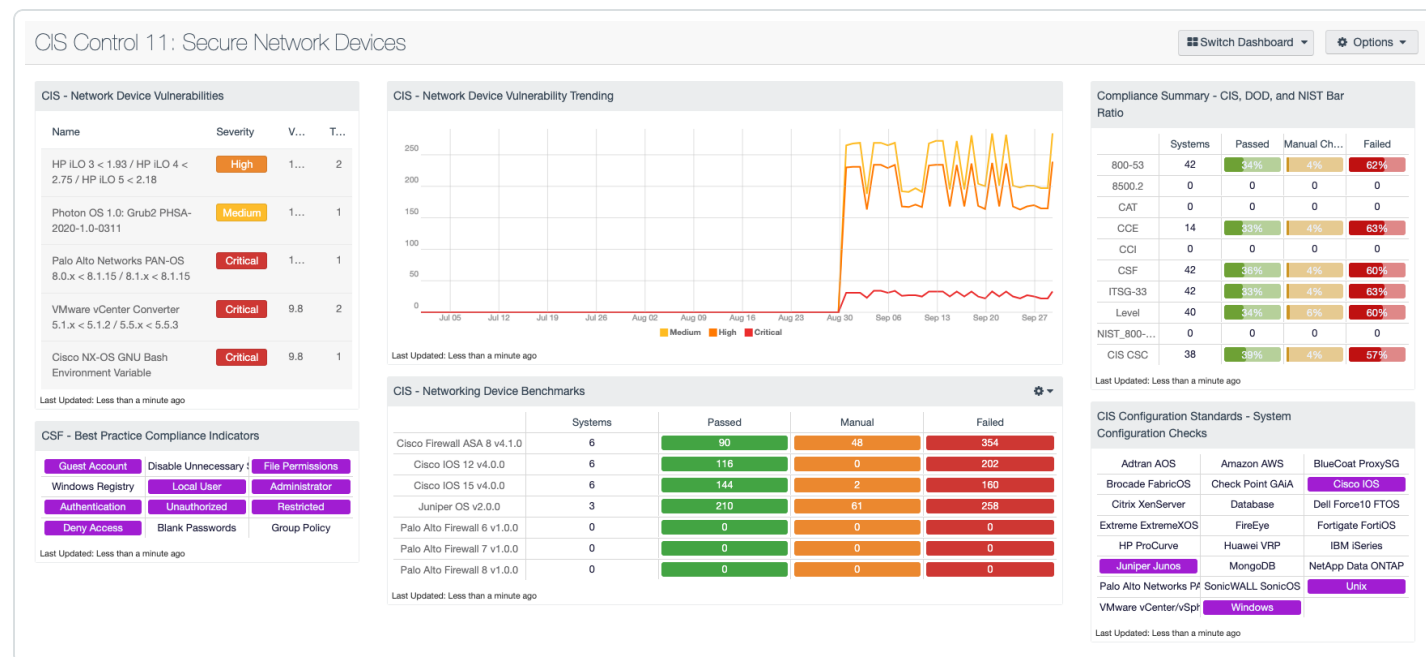 CIS Control 11: Secure Network Devices
Switch Dashboard
Options
CIS - Network Device Vulnerabilities
Name Severity V... T...
HP iLO 3 < 1.93 / HP iLO 4 <
2.75 / HP iLO 5 < 2.18
High 1... 2
Photon OS 1.0: Grub2 PHSA-
2020-1.0-0311
Medium 1... 1
Palo Alto Networks PAN-OS
8.0.x < 8.1.15 / 8.1.x < 8.1.15
Critical 1... 1
VMware vCenter Converter
5.1.x < 5.1.2 / 5.5.x < 5.5.3
Critical 9.8 2
Cisco NX-OS GNU Bash
Environment Variable
Critical 9.8 1
Last Updated: Less than a minute ago
CSF - Best Practice Compliance Indicators
Guest Account Disable Unnecessary File Permissions
Windows Registry Local User Administrator
Authentication Unauthorized Restricted
Deny Access Blank Passwords Group Policy
Last Updated: Less than a minute ago
CIS - Network Device Vulnerability Trending
250
200
150
100
50
0
Jul 05 Jul 12 Jul 19 Jul 26 Aug 02 Aug 09 Aug 16 Aug 23 Aug 30 Sep 06 Sep 13 Sep 20 Sep 27
Medium High Critical
Last Updated: Less than a minute ago
CIS - Networking Device Benchmarks
Systems Passed Manual Failed
Cisco Firewall ASA 8 v4.1.0 6 90 48 354
Cisco IOS 12 v4.0.0 6 116 0 202
Cisco IOS 15 v4.0.0 6 144 2 160
Juniper OS v2.0.0 3 210 61 258
Palo Alto Firewall 6 v1.0.0 0 0 0 0
Palo Alto Firewall 7 v1.0.0 0 0 0 0
Palo Alto Firewall 8 v1.0.0 0 0 0 0
Last Updated: Less than a minute ago
Compliance Summary - CIS, DOD, and NIST Bar
Ratio
Systems Passed Manual Ch... Failed
800-53 42 34% 4% 62%
8500.2 0 0 0 0
CAT 0 0 0 0
CCE 14 33% 4% 63%
CCI 0 0 0 0
CSF 42 36% 4% 60%
ITSG-33 42 33% 4% 63%
Level 40 34% 6% 60%
NIST_800-... 0 0 0 0
CIS CSC 38 39% 4% 57%
Last Updated: Less than a minute ago
CIS Configuration Standards - System
Configuration Checks
Adtran AOS Amazon AWS BlueCoat ProxySG
Brocade FabricOS Check Point GAiA Cisco IOS
Citrix XenServer Database Dell Force10 FTOS
Extreme ExtremeXOS FireEye Fortigate FortiOS
HP ProCurve Huawei VRP IBM iSeries
Juniper Junos MongoDB NetApp Data ONTAP
Palo Alto Networks PA SonicWALL SonicOS Unix
VMware vCenter/vSph Windows
Last Updated: Less than a minute ago